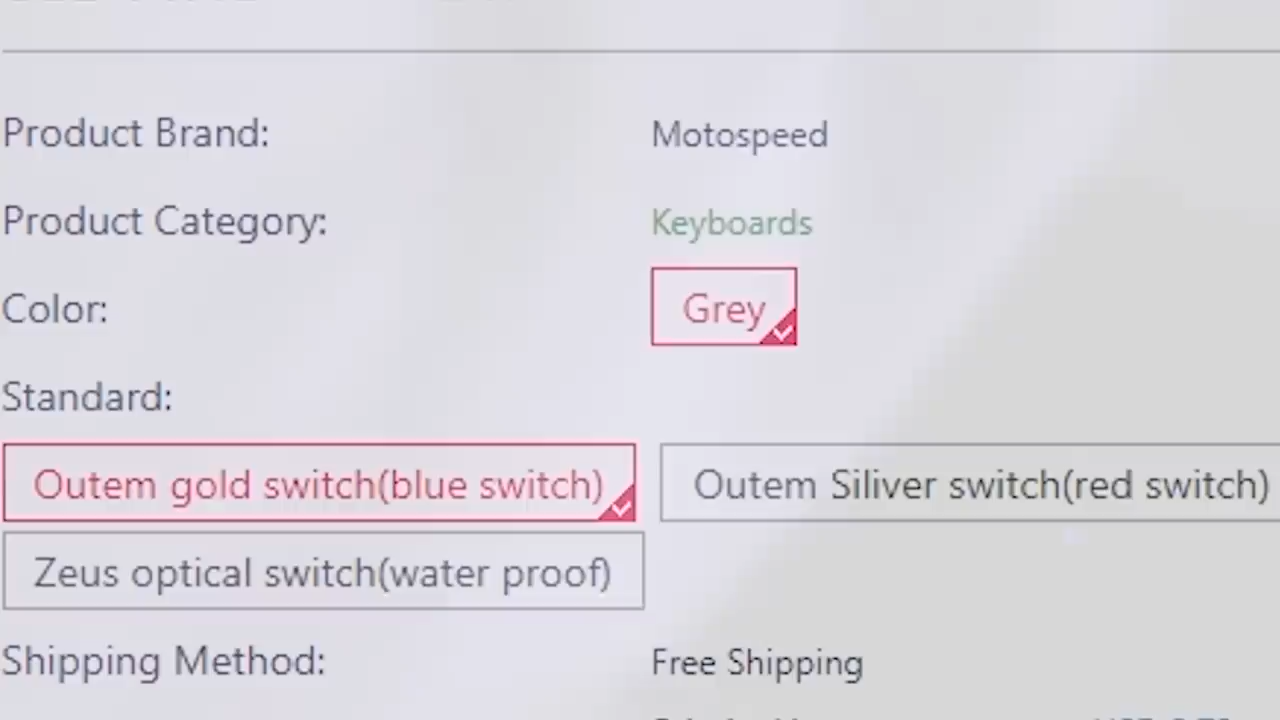 Product Brand: Motospeed
Product Category: Keyboards
Color: Grey
Standard:
Outem gold switch(blue switch) Outem Siliver switch(red switch)
Zeus optical switch(water proof)
Shipping Method: Free Shipping